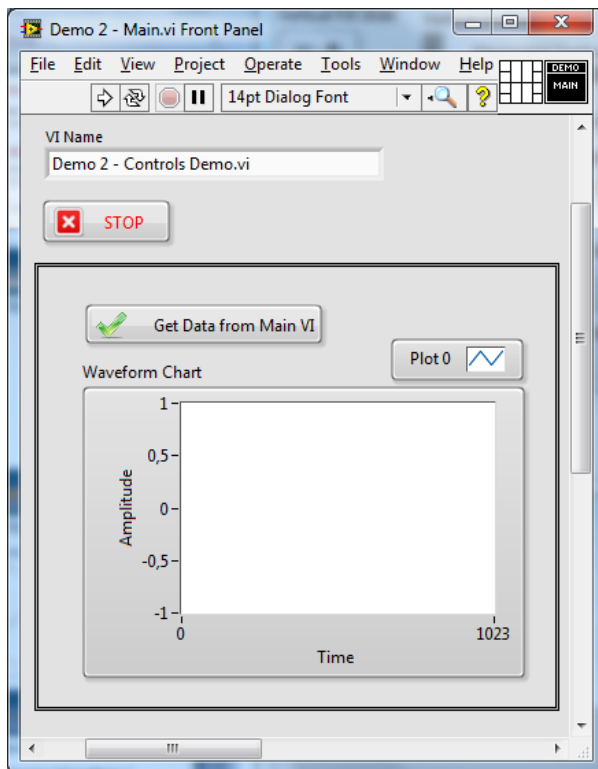 Demo 2 - Main.vi Front Panel
File Edit View Project Operate Tools Window Help
DEMO
MAIN
14pt Dialog Font
VI Name
Demo 2 - Controls Demo.vi
STOP
Get Data from Main VI
Plot 0
Waveform Chart
1
0,5
0
-0,5
-1
Amplitude
0 1023
Time